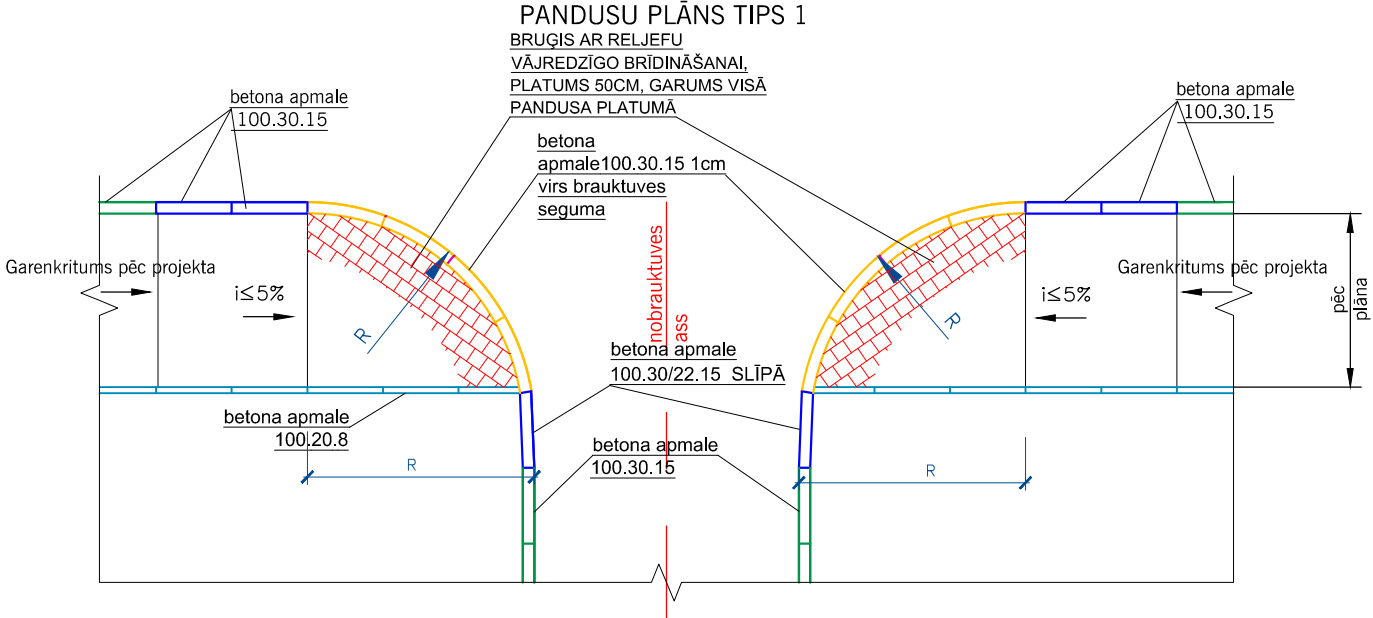 PANDUSU PLĀNS TIPS 1
BRUĢIS AR RELJEFU
VĀJREDZĪGO BRĪDINĀŠANAI,
PLATUMS 50CM, GARUMS VISĀ
PANDUSA PLATUMĀ
betona apmale
100.30.15
betona apmale
100.30.15
betona
apmale100.30.15 1cm
virs brauktuves
seguma
nobrauktuves
ass
Garenkritums pēc projekta
i≤5%
R
R
i≤5%
Garenkritums pēc projekta
pēc
plāna
betona apmale
100.30/22.15 SLĪPĀ
betona apmale
100.20.8
betona apmale
100.30.15
R
R